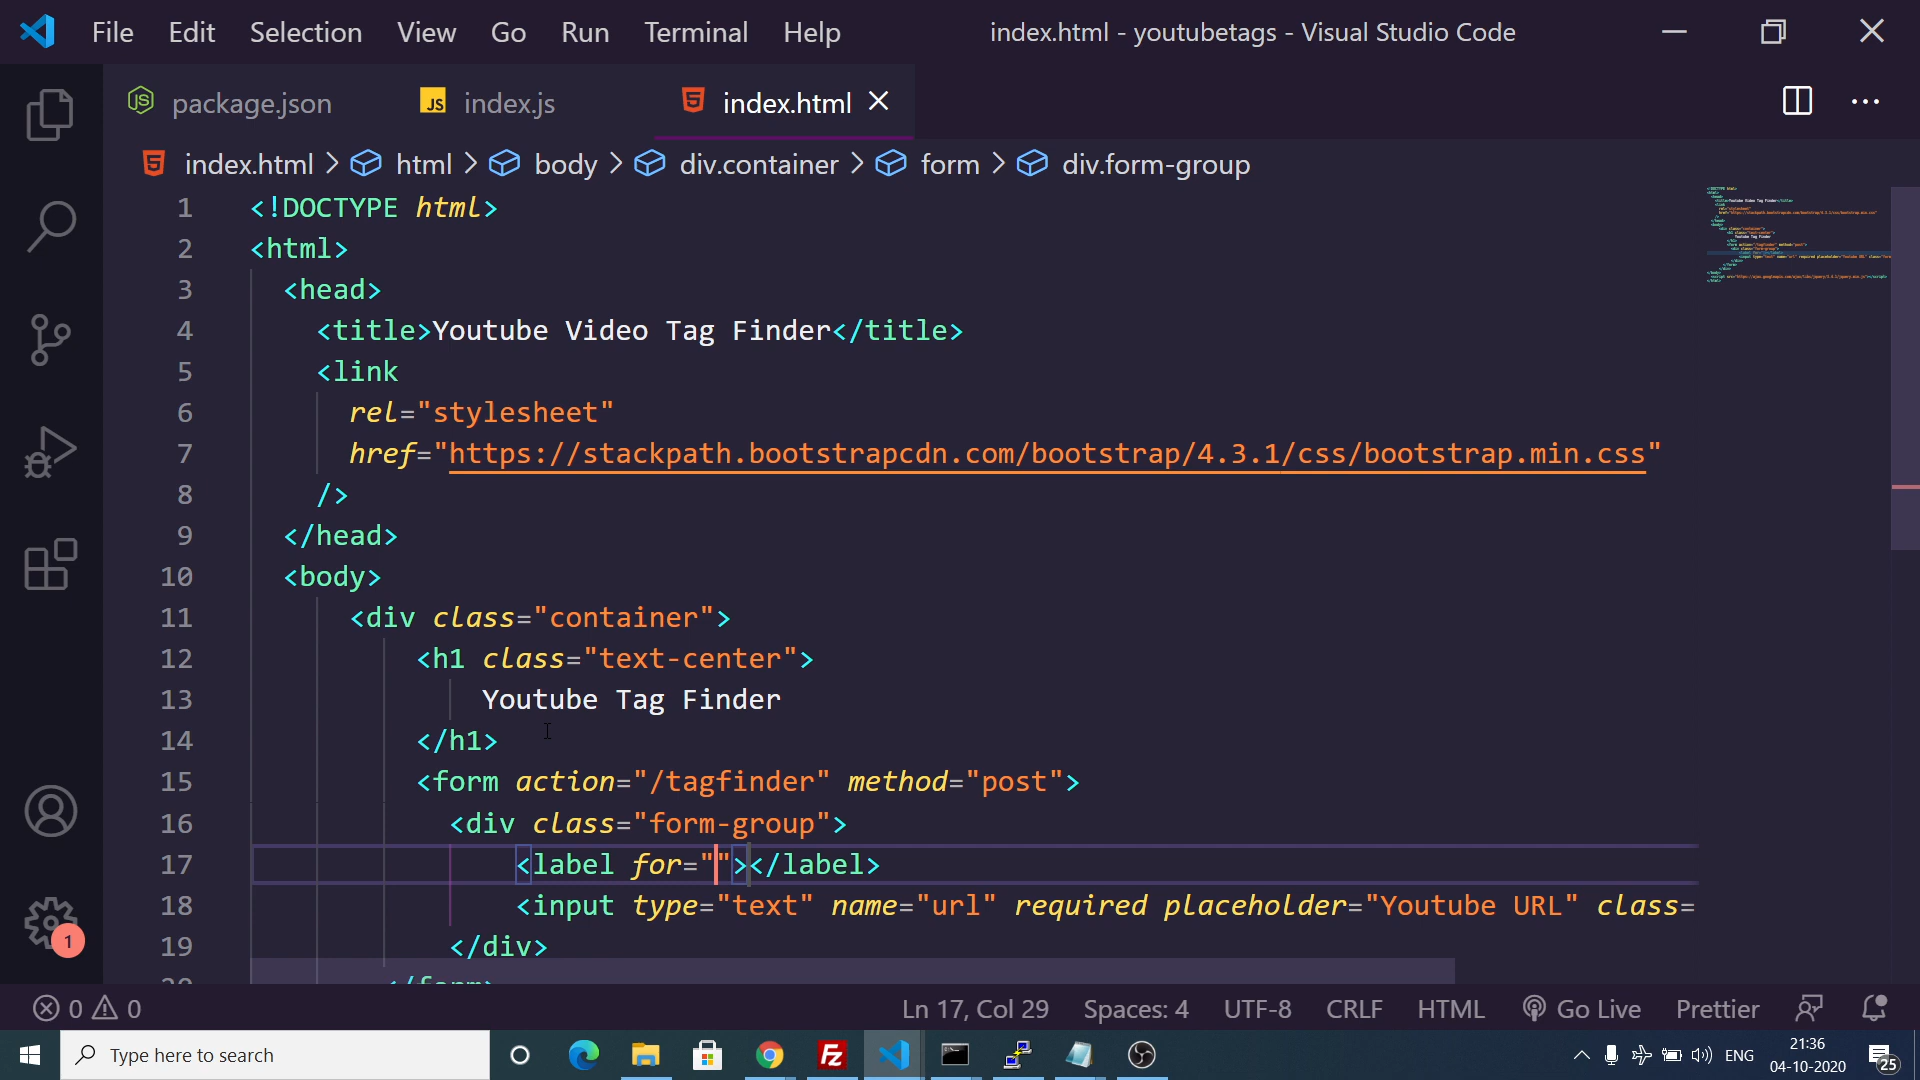 File Edit Selection View Go Run Terminal Help index.html - youtubetags - Visual Studio Code
package.json JS index.js index.html
index.html > html > body > div.container > form > div.form-group
1 <!DOCTYPE html>
2 <html>
3 <head>
4 <title>Youtube Video Tag Finder</title>
5 <link
6 rel="stylesheet"
7 href="https://stackpath.bootstrapcdn.com/bootstrap/4.3.1/css/bootstrap.min.css"
8 />
9 </head>
10 <body>
11 <div class="container">
12 <h1 class="text-center">
13 Youtube Tag Finder
14 </h1>
15 <form action="/tagfinder" method="post">
16 <div class="form-group">
17 <label for=""></label>
18 <input type="text" name="url" required placeholder="Youtube URL" class=
19 </div>
20 </form>
1
0 0 Ln 17, Col 29 Spaces: 4 UTF-8 CRLF HTML Go Live Prettier
Type here to search ENG 21:36
04-10-2020 25